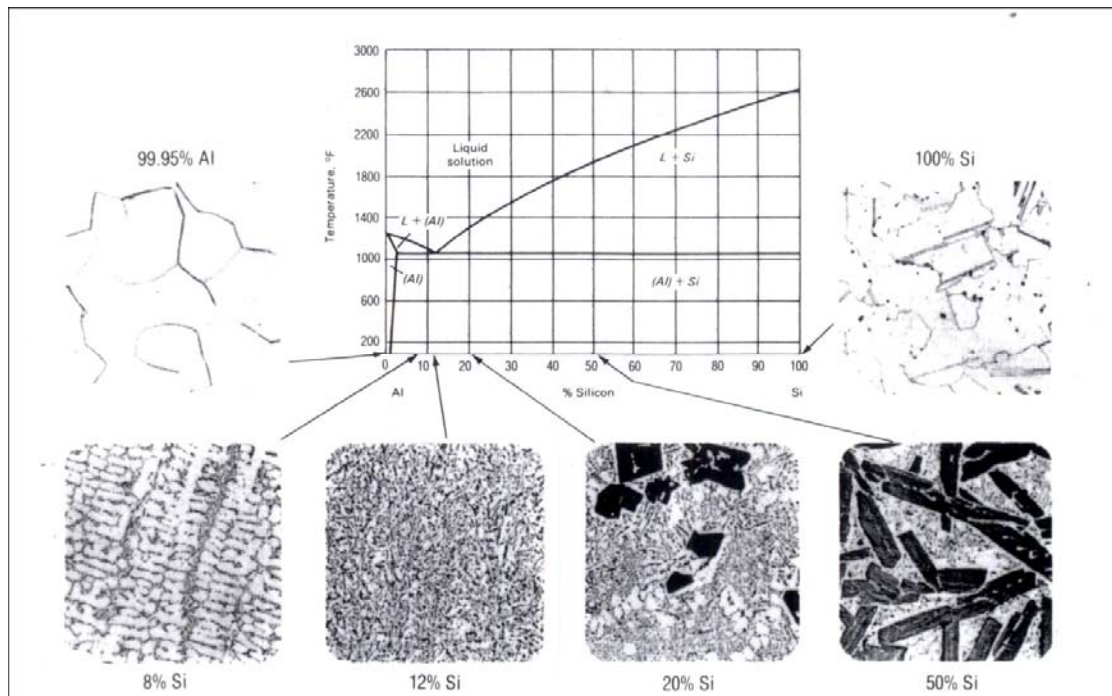 3000
2600
2200
1800
1400
1000
600
200
Temperature, °F
Liquid
solution
L + Si
L + (Al)
(Al)
(Al) + Si
0 10 20 30 40 50 60 70 80 90 100
Al % Silicon Si
99.95% Al
100% Si
8% Si
12% Si
20% Si
50% Si